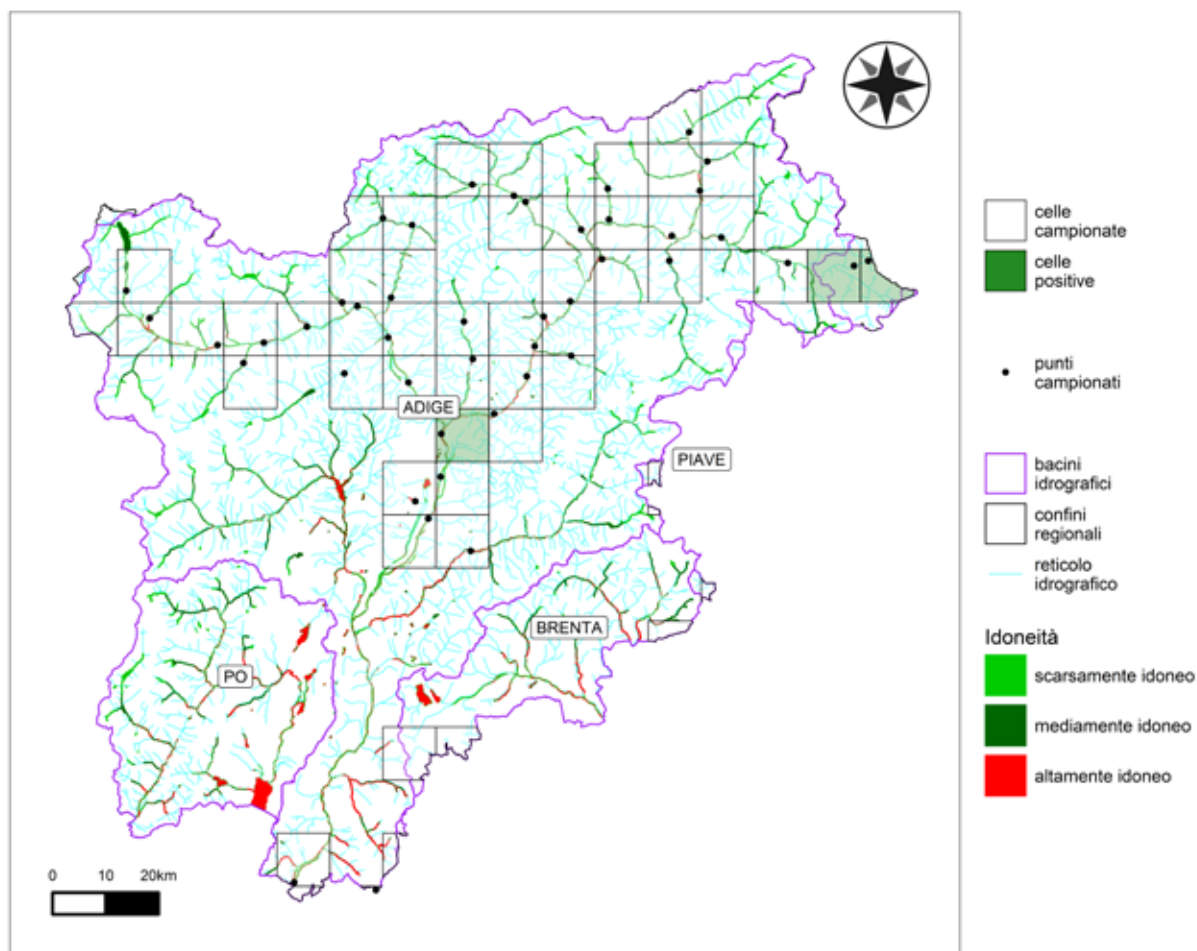 celle
campionate
celle
positive
ADIGE
punti
campionati
PIAVE
bacini
idrografici
confini
regionali
reticolo
idrografico
BRENTA
Idoneità
PO
scarsamente idoneo
mediamente idoneo
altamente idoneo
0 10 20km